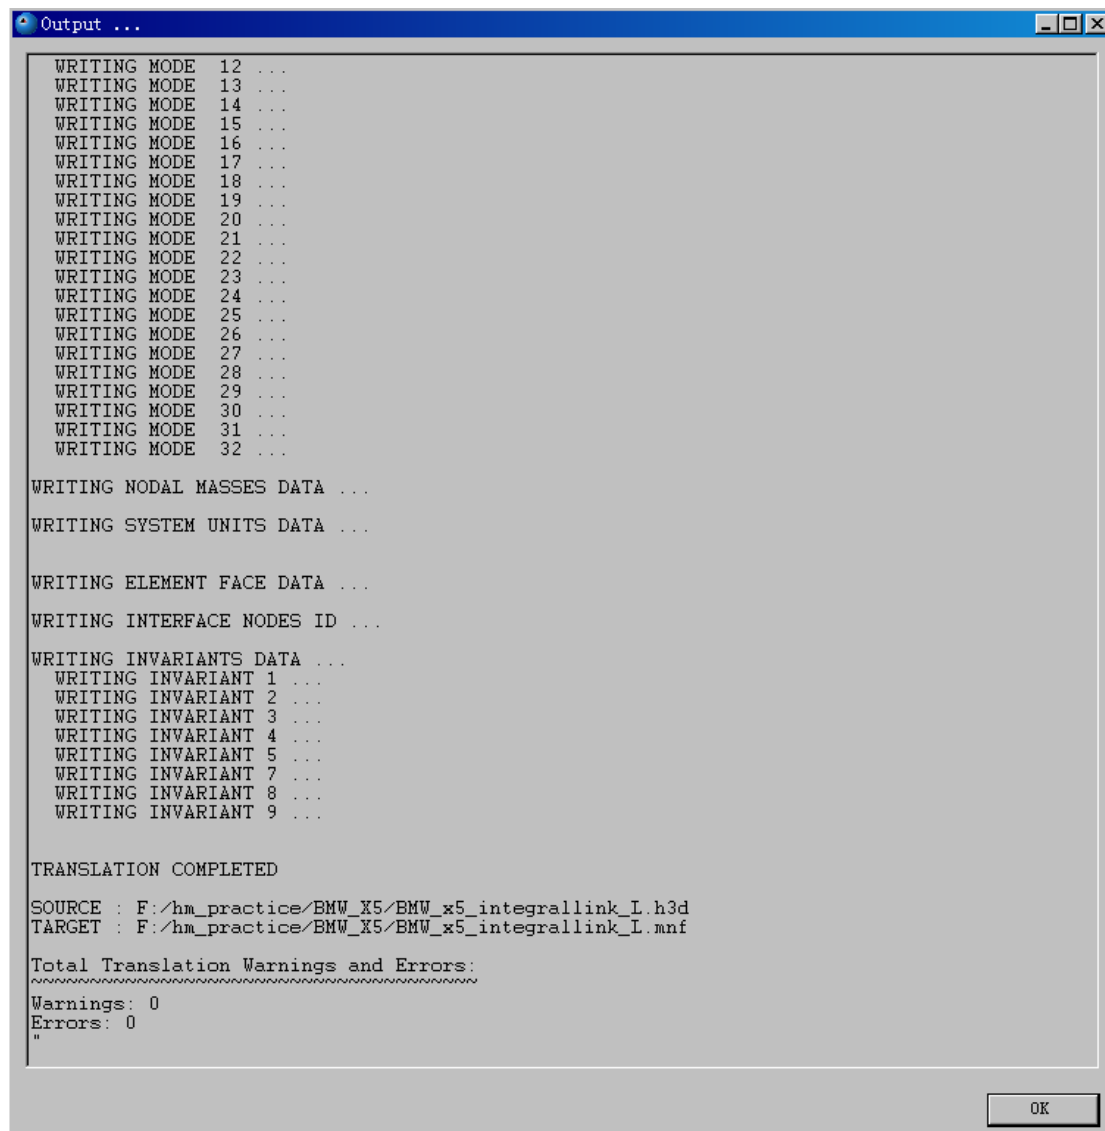 Output ...
WRITING MODE  12 ...
WRITING MODE  13 ...
WRITING MODE  14 ...
WRITING MODE  15 ...
WRITING MODE  16 ...
WRITING MODE  17 ...
WRITING MODE  18 ...
WRITING MODE  19 ...
WRITING MODE  20 ...
WRITING MODE  21 ...
WRITING MODE  22 ...
WRITING MODE  23 ...
WRITING MODE  24 ...
WRITING MODE  25 ...
WRITING MODE  26 ...
WRITING MODE  27 ...
WRITING MODE  28 ...
WRITING MODE  29 ...
WRITING MODE  30 ...
WRITING MODE  31 ...
WRITING MODE  32 ...
WRITING NODAL MASSES DATA ...
WRITING SYSTEM UNITS DATA ...
WRITING ELEMENT FACE DATA ...
WRITING INTERFACE NODES ID ...
WRITING INVARIANTS DATA ...
WRITING INVARIANT 1 ...
WRITING INVARIANT 2 ...
WRITING INVARIANT 3 ...
WRITING INVARIANT 4 ...
WRITING INVARIANT 5 ...
WRITING INVARIANT 7 ...
WRITING INVARIANT 8 ...
WRITING INVARIANT 9 ...
TRANSLATION COMPLETED
SOURCE : F:/hm_practice/BMW_X5/BMW_x5_integrallink_L.h3d
TARGET : F:/hm_practice/BMW_X5/BMW_x5_integrallink_L.mnf
Total Translation Warnings and Errors:
~~~~~~~~~~~~~~~~~~~~~~~~~~~~~~~~~~~~~~
Warnings: 0
Errors: 0
"
OK